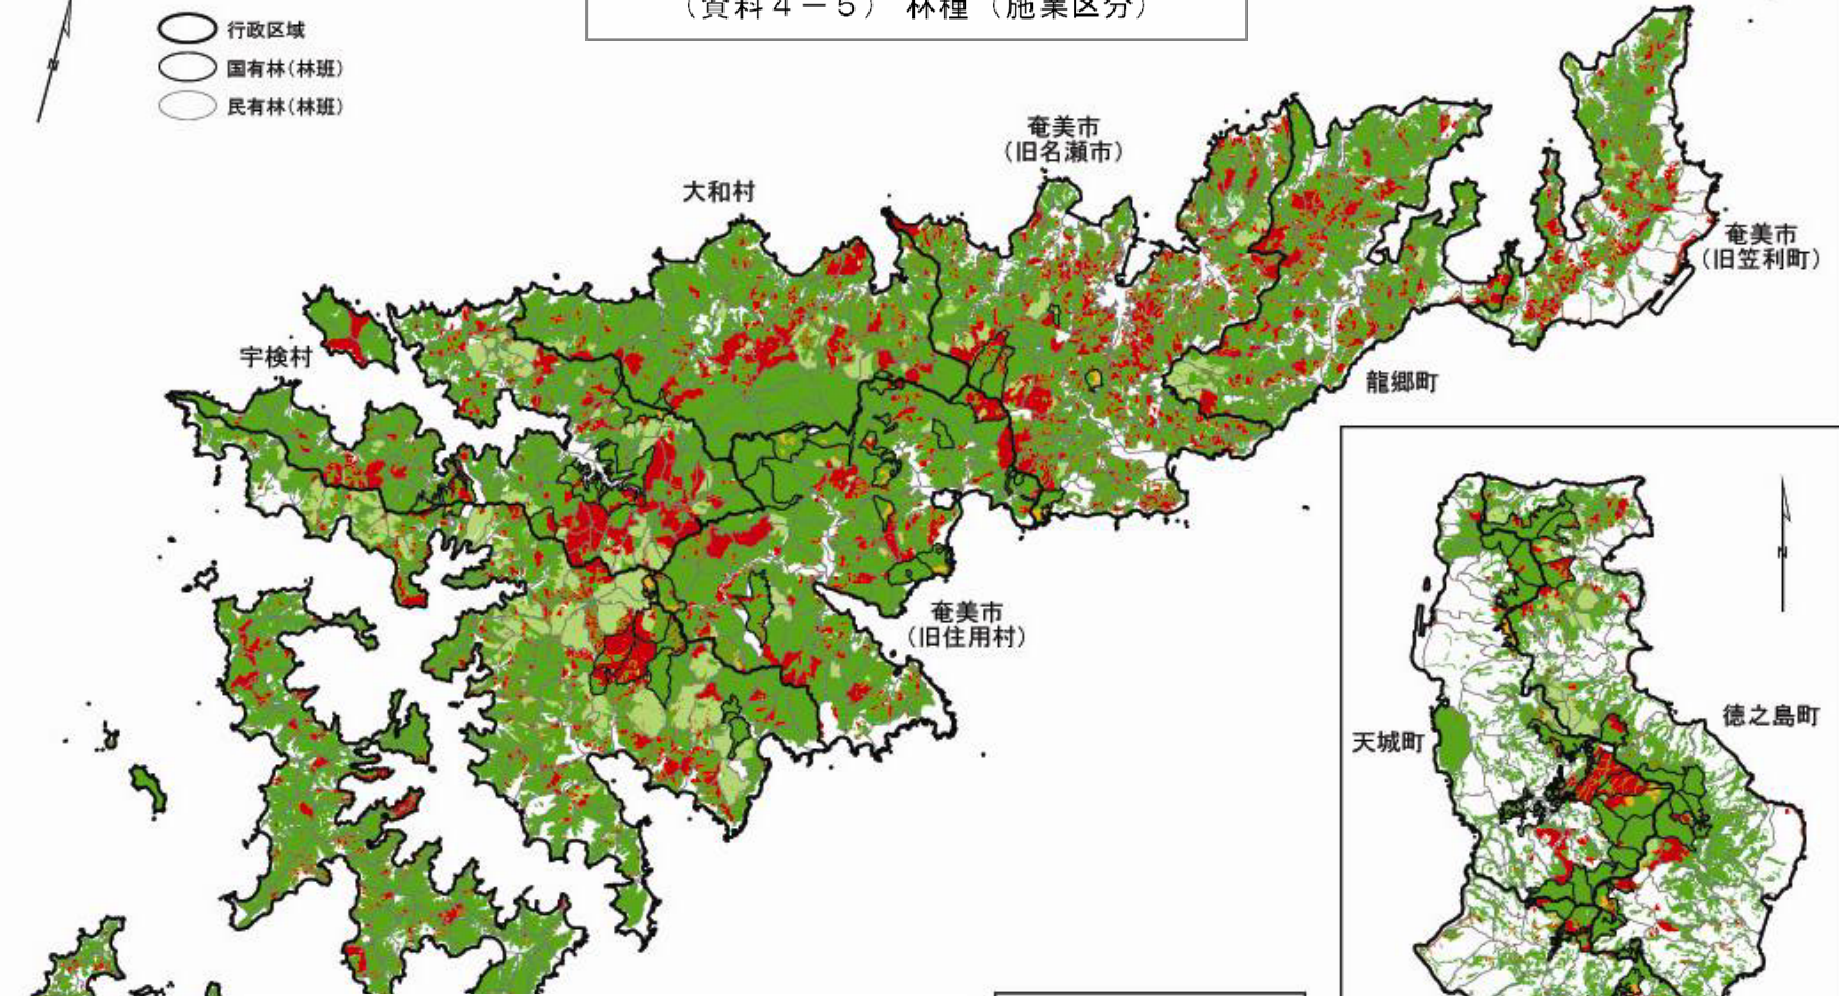 （資料４－５） 林種（施業区分）
N
行政区域
国有林(林班)
民有林(林班)
奄美市
（旧名瀬市）
大和村
奄美市
（旧笠利町）
宇検村
龍郷町
奄美市
（旧住用村）
N
天城町
徳之島町